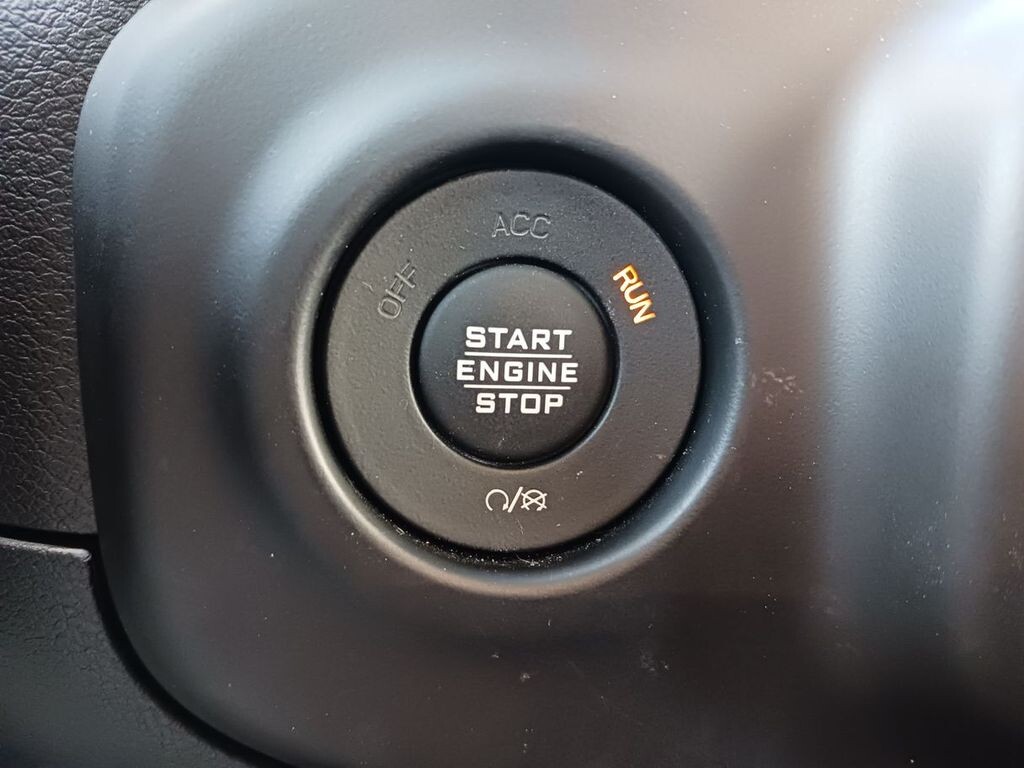 ACC
OFF
RUN
START
ENGINE
STOP